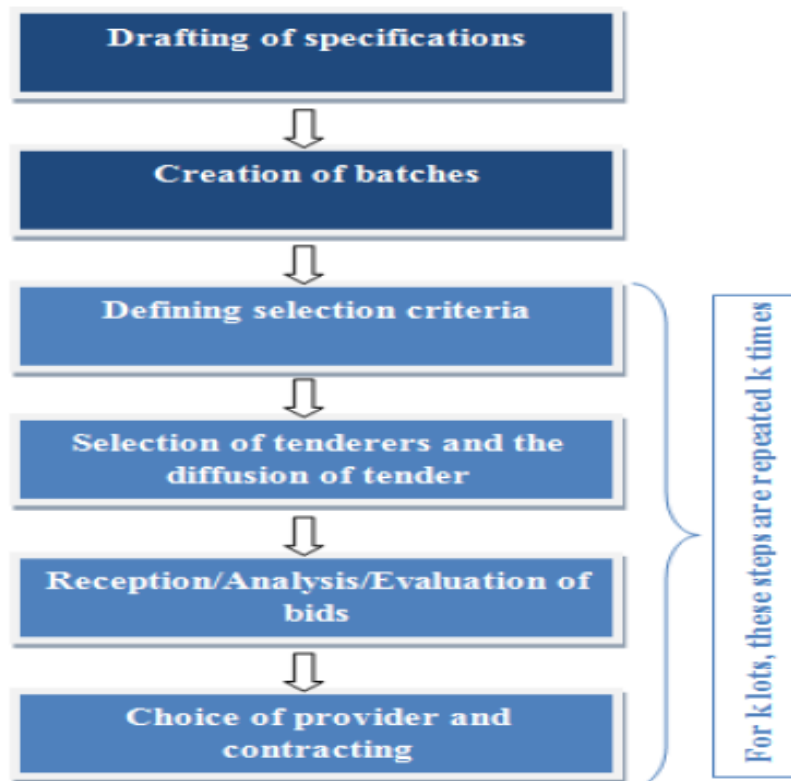 Drafting of specifications
Creation of batches
Defining selection criteria
Selection of tenderers and the
diffusion of tender
Reception/Analysis/Evaluation of
bids
Choice of provider and
contracting
For k lots, these steps are repeated k times